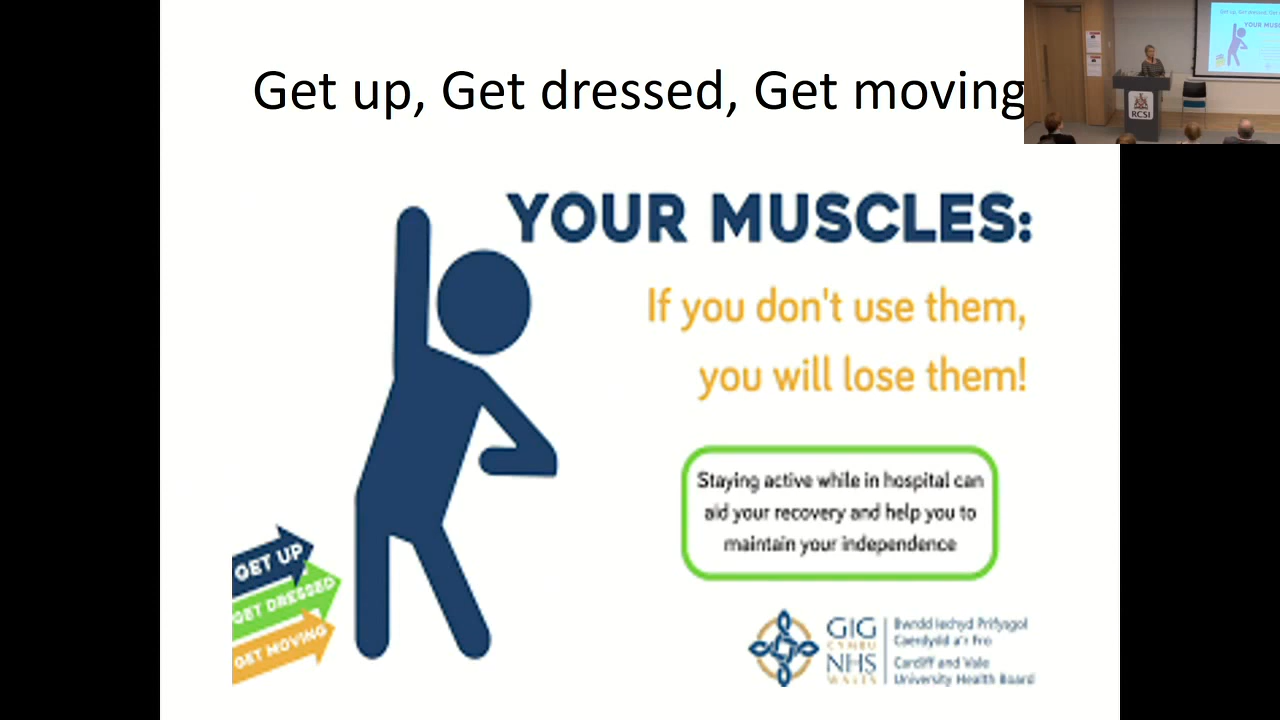 Get up, Get dressed, Get moving
YOUR MUSCLES:
If you don't use them,
you will lose them!
Staying active while in hospital can
aid your recovery and help you to
maintain your independence
GET UP
GET DRESSED
GET MOVING
GIG
CYMRU
NHS
WALES
Bwrdd Iechyd Prifysgol
Caerdydd a'r Fro
Cardiff and Vale
University Health Board
RCSI